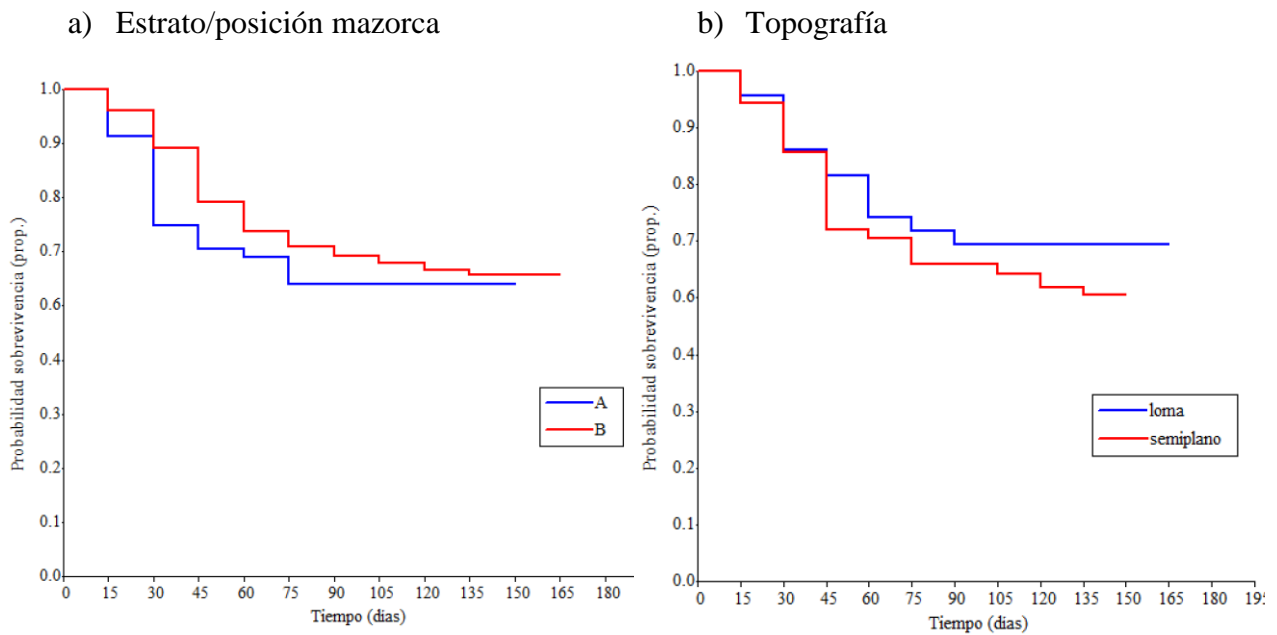 a) Estrato/posición mazorca
1.0
0.9
0.8
0.7
0.6
0.4
0.3
0.2
0.1
0.0
Probabilidad sobrevivencia (prop.)
A
B
0 15 30 45 60 75 90 105 120 135 150 165 180
Tiempo (dias)
b) Topografía
1.0
0.9
0.8
0.7
0.6
0.4
0.3
0.2
0.1
0.0
Probabilidad sobrevivencia (prop.)
loma
semiplano
0 15 30 45 60 75 90 105 120 135 150 165 180 195
Tiempo (dias)